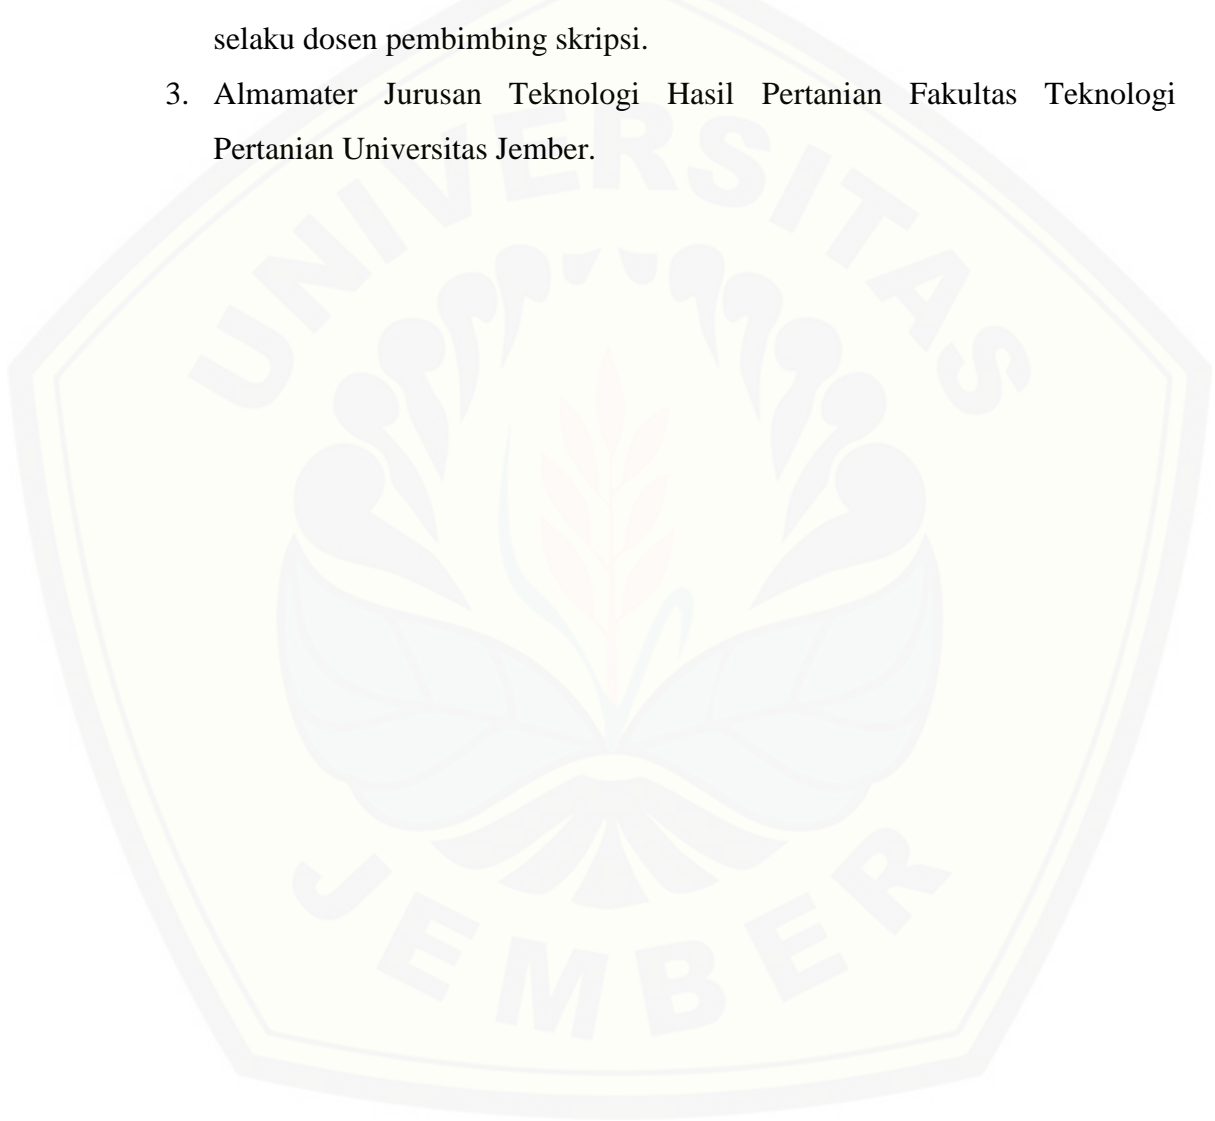 selaku dosen pembimbing skripsi.
3. Almamater Jurusan Teknologi Hasil Pertanian Fakultas Teknologi
Pertanian Universitas Jember.
UNIVERSITAS
JEMBER